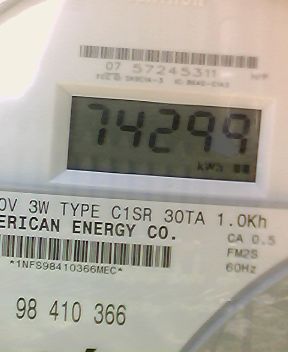 07 57245311
74299
kWh
0V 3W TYPE C1SR 30TA 1.0Kh
ERICAN ENERGY CO.
CA 0.5
FM2S
*1NFS98410366MEC*
60Hz
98 410 366